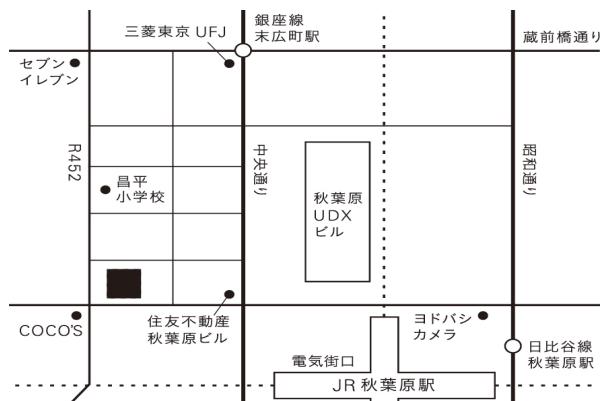 銀座線
末広町駅
三菱東京 UFJ
蔵前橋通り
セブン
イレブン
R452
中央通り
昭和通り
昌平
小学校
秋葉原
UDX
ビル
COCO'S
住友不動産
秋葉原ビル
ヨドバシ
カメラ
日比谷線
秋葉原駅
電気街口
JR 秋葉原駅